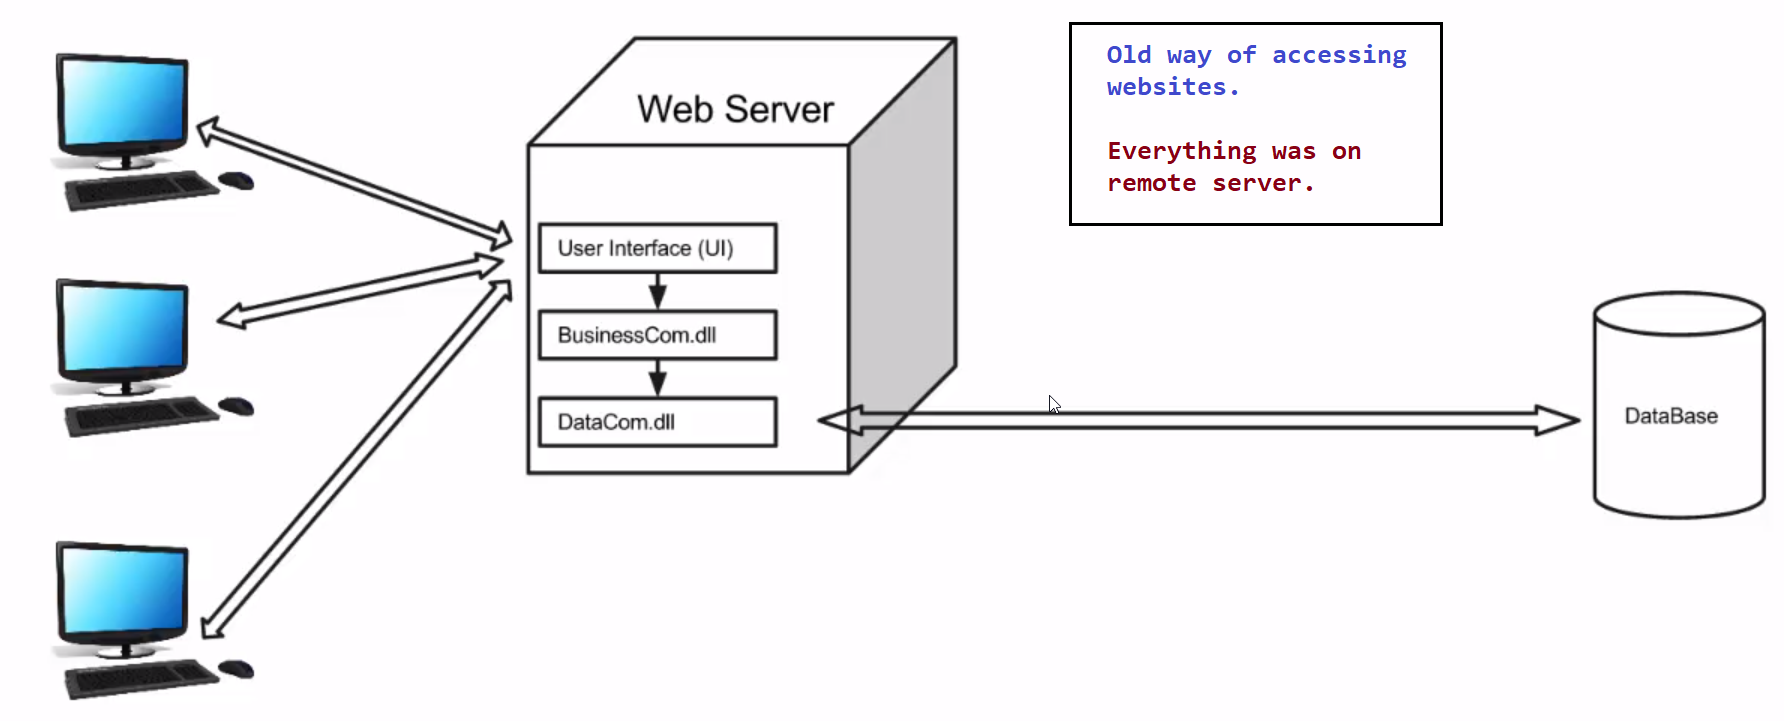 Web Server
User Interface (UI)
BusinessCom.dll
DataCom.dll
Old way of accessing
websites.
Everything was on
remote server.
DataBase